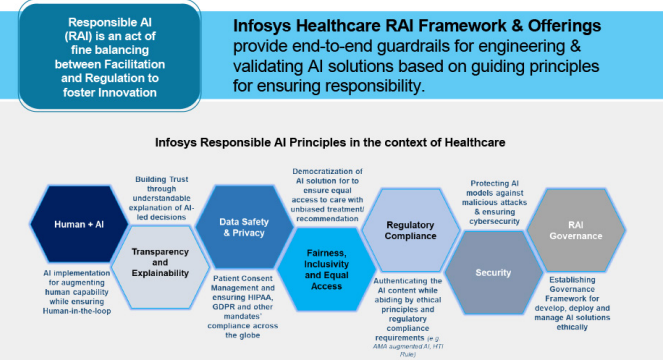 Responsible AI
(RAI) is an act of
fine balancing
between Facilitation
and Regulation to
foster Innovation
Infosys Healthcare RAI Framework & Offerings
provide end-to-end guardrails for engineering &
validating AI solutions based on guiding principles
for ensuring responsibility.
Infosys Responsible AI Principles in the context of Healthcare
Human + AI
AI implementation
for augmenting
human capability
while ensuring
Human-in-the-loop
Building Trust
through
understandable
explanation of AI-
led decisions
Transparency
and
Explainability
Data Safety
& Privacy
Patient Consent
Management and
ensuring HIPAA,
GDPR and other
mandates'
compliance across
the globe
Democratization of
AI solution for to
ensure equal
access to care with
unbiased treatment/
recommendation
Fairness,
Inclusivity
and Equal
Access
Regulatory
Compliance
Authenticating the
AI content while
abiding by ethical
principles and
regulatory
compliance
requirements (e.g.
AMA augmented AI, HTI
Rule)
Protecting AI
models against
malicious attacks
& ensuring
cybersecurity
Security
RAI
Governance
Establishing
Governance
Framework for
develop, deploy and
manage AI solutions
ethically